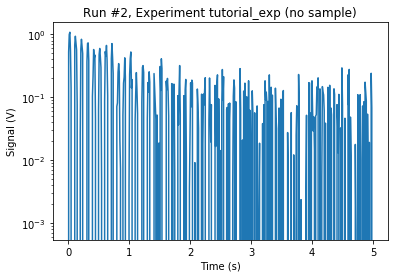 Run #2, Experiment tutorial_exp (no sample)
Signal (V)
10⁰
10⁻¹
10⁻²
10⁻³
0 1 2 3 4 5
Time (s)